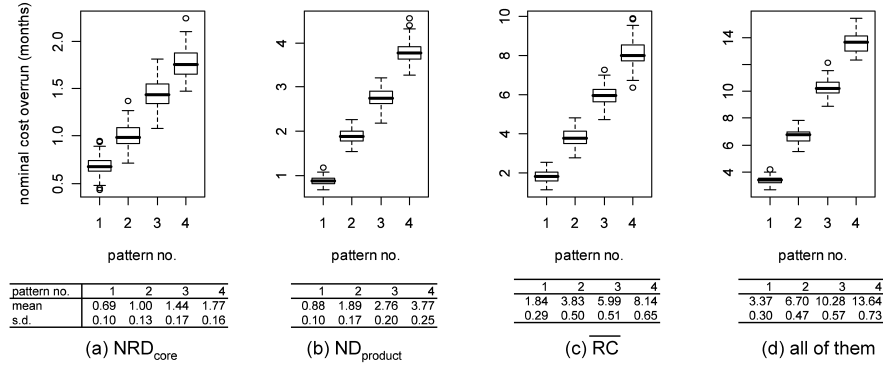 nominal cost overrun (months)
2.0
1.5
1.0
0.5
1 2 3 4
pattern no.
4
3
2
1
1 2 3 4
pattern no.
10
8
6
4
2
1 2 3 4
pattern no.
14
10
8
6
4
1 2 3 4
pattern no.
pattern no. 1 2 3 4
mean 0.69 1.00 1.44 1.77
s.d. 0.10 0.13 0.17 0.16
(a) NRDcore
1 2 3 4
0.88 1.89 2.76 3.77
0.10 0.17 0.20 0.25
(b) NDproduct
1 2 3 4
1.84 3.83 5.99 8.14
0.29 0.50 0.51 0.65
(c) R̅C̅
1 2 3 4
3.37 6.70 10.28 13.64
0.30 0.47 0.57 0.73
(d) all of them